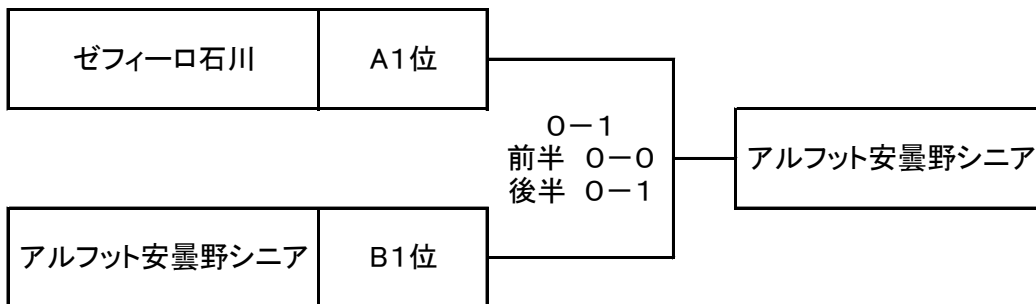 ゼフィーロ石川 A1位
0-1
前半 0-0
後半 0-1
アルフット安曇野シニア
アルフット安曇野シニア B1位